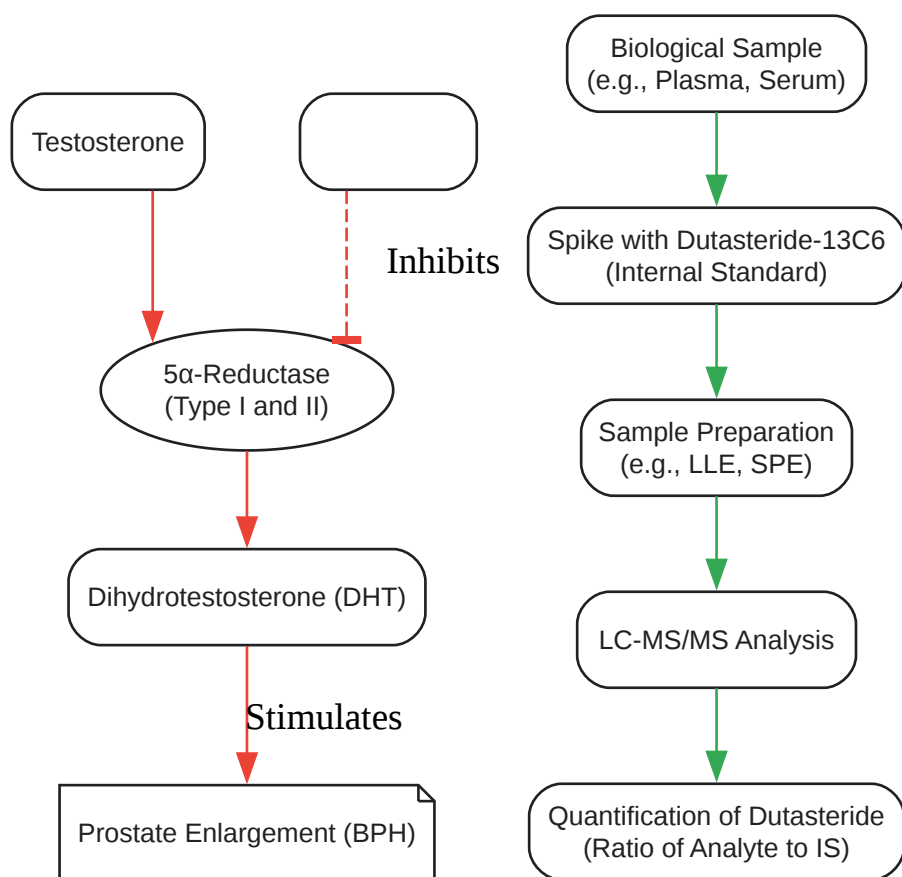 Testosterone
Inhibits
5α-Reductase
(Type I and II)
Dihydrotestosterone (DHT)
Stimulates
Prostate Enlargement (BPH)
Biological Sample
(e.g., Plasma, Serum)
Spike with Dutasteride-13C6
(Internal Standard)
Sample Preparation
(e.g., LLE, SPE)
LC-MS/MS Analysis
Quantification of Dutasteride
(Ratio of Analyte to IS)